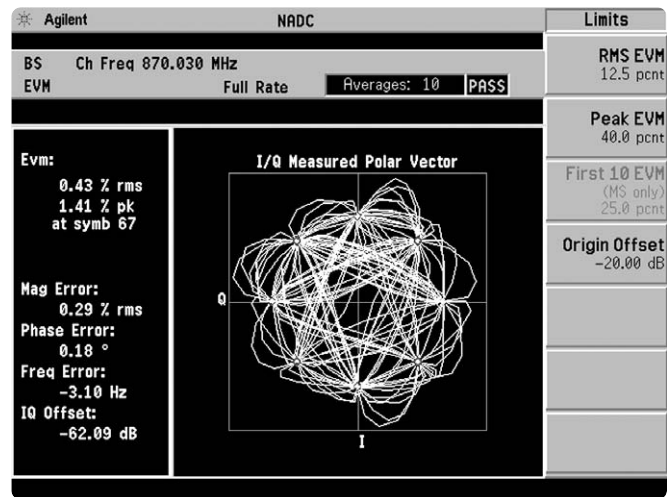 Agilent
NADC
Limits
BS Ch Freq 870.030 MHz
EVM Full Rate Averages: 10 PASS
RMS EVM
12.5 pcnt
Peak EVM
40.0 pcnt
First 10 EVM
(MS only)
25.0 pcnt
Origin Offset
-20.00 dB
Evm:
0.43 % rms
1.41 % pk
at symb 67
Mag Error:
0.29 % rms
Phase Error:
0.18 °
Freq Error:
-3.10 Hz
IQ Offset:
-62.09 dB
I/Q Measured Polar Vector
Q
I